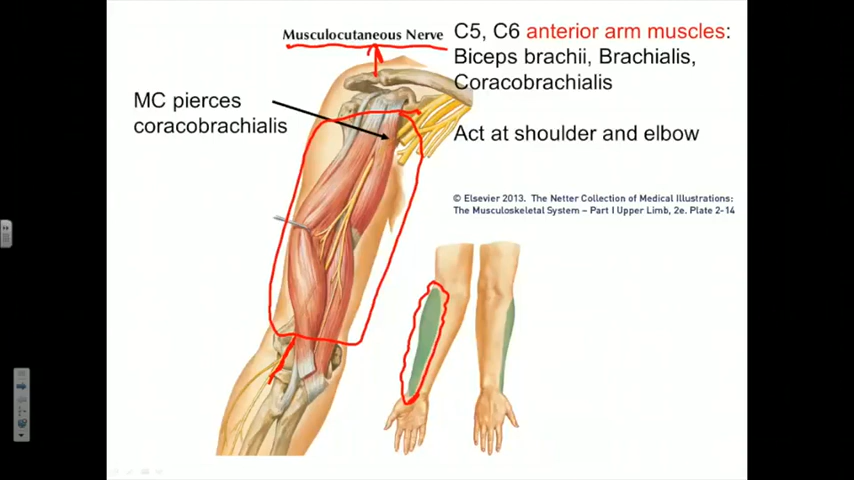 Musculocutaneous Nerve
C5, C6 anterior arm muscles:
Biceps brachii, Brachialis,
Coracobrachialis
MC pierces
coracobrachialis
Act at shoulder and elbow
© Elsevier 2013. The Netter Collection of Medical Illustrations:
The Musculoskeletal System – Part I Upper Limb, 2e. Plate 2-14